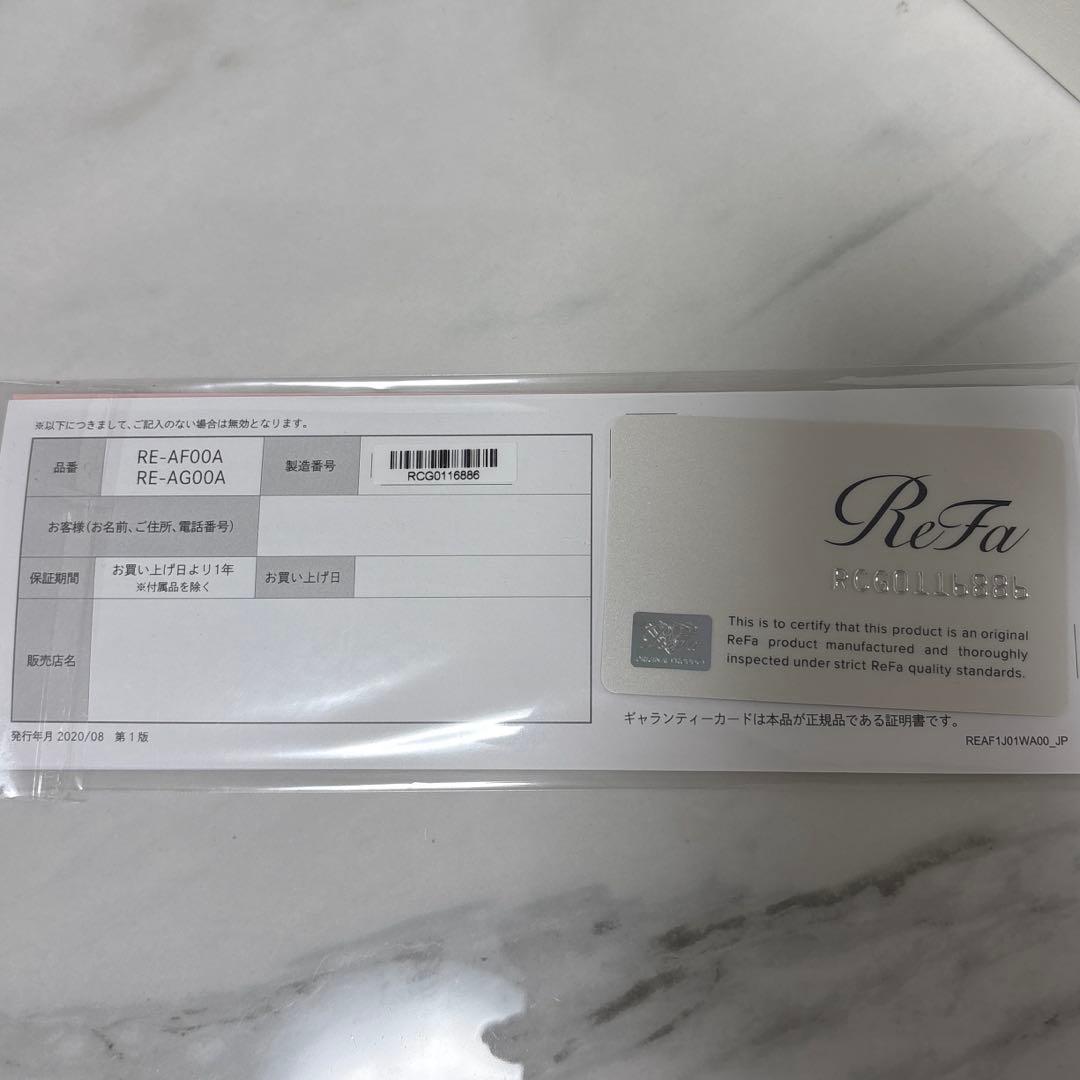 ※以下につきまして、ご記入のない場合は無効となります。
品番
RE-AF00A
RE-AG00A
製造番号
RCG0116886
お客様(お名前、ご住所、電話番号)
保証期間
お買い上げ日より1年
※付属品を除く
お買い上げ日
販売店名
発行年月 2020/08 第1版
ReFa
RCG0116886
This is to certify that this product is an original
ReFa product manufactured and thoroughly
inspected under strict ReFa quality standards.
ギャランティーカードは本品が正規品である証明書です。
REAF1J01WA00_JP